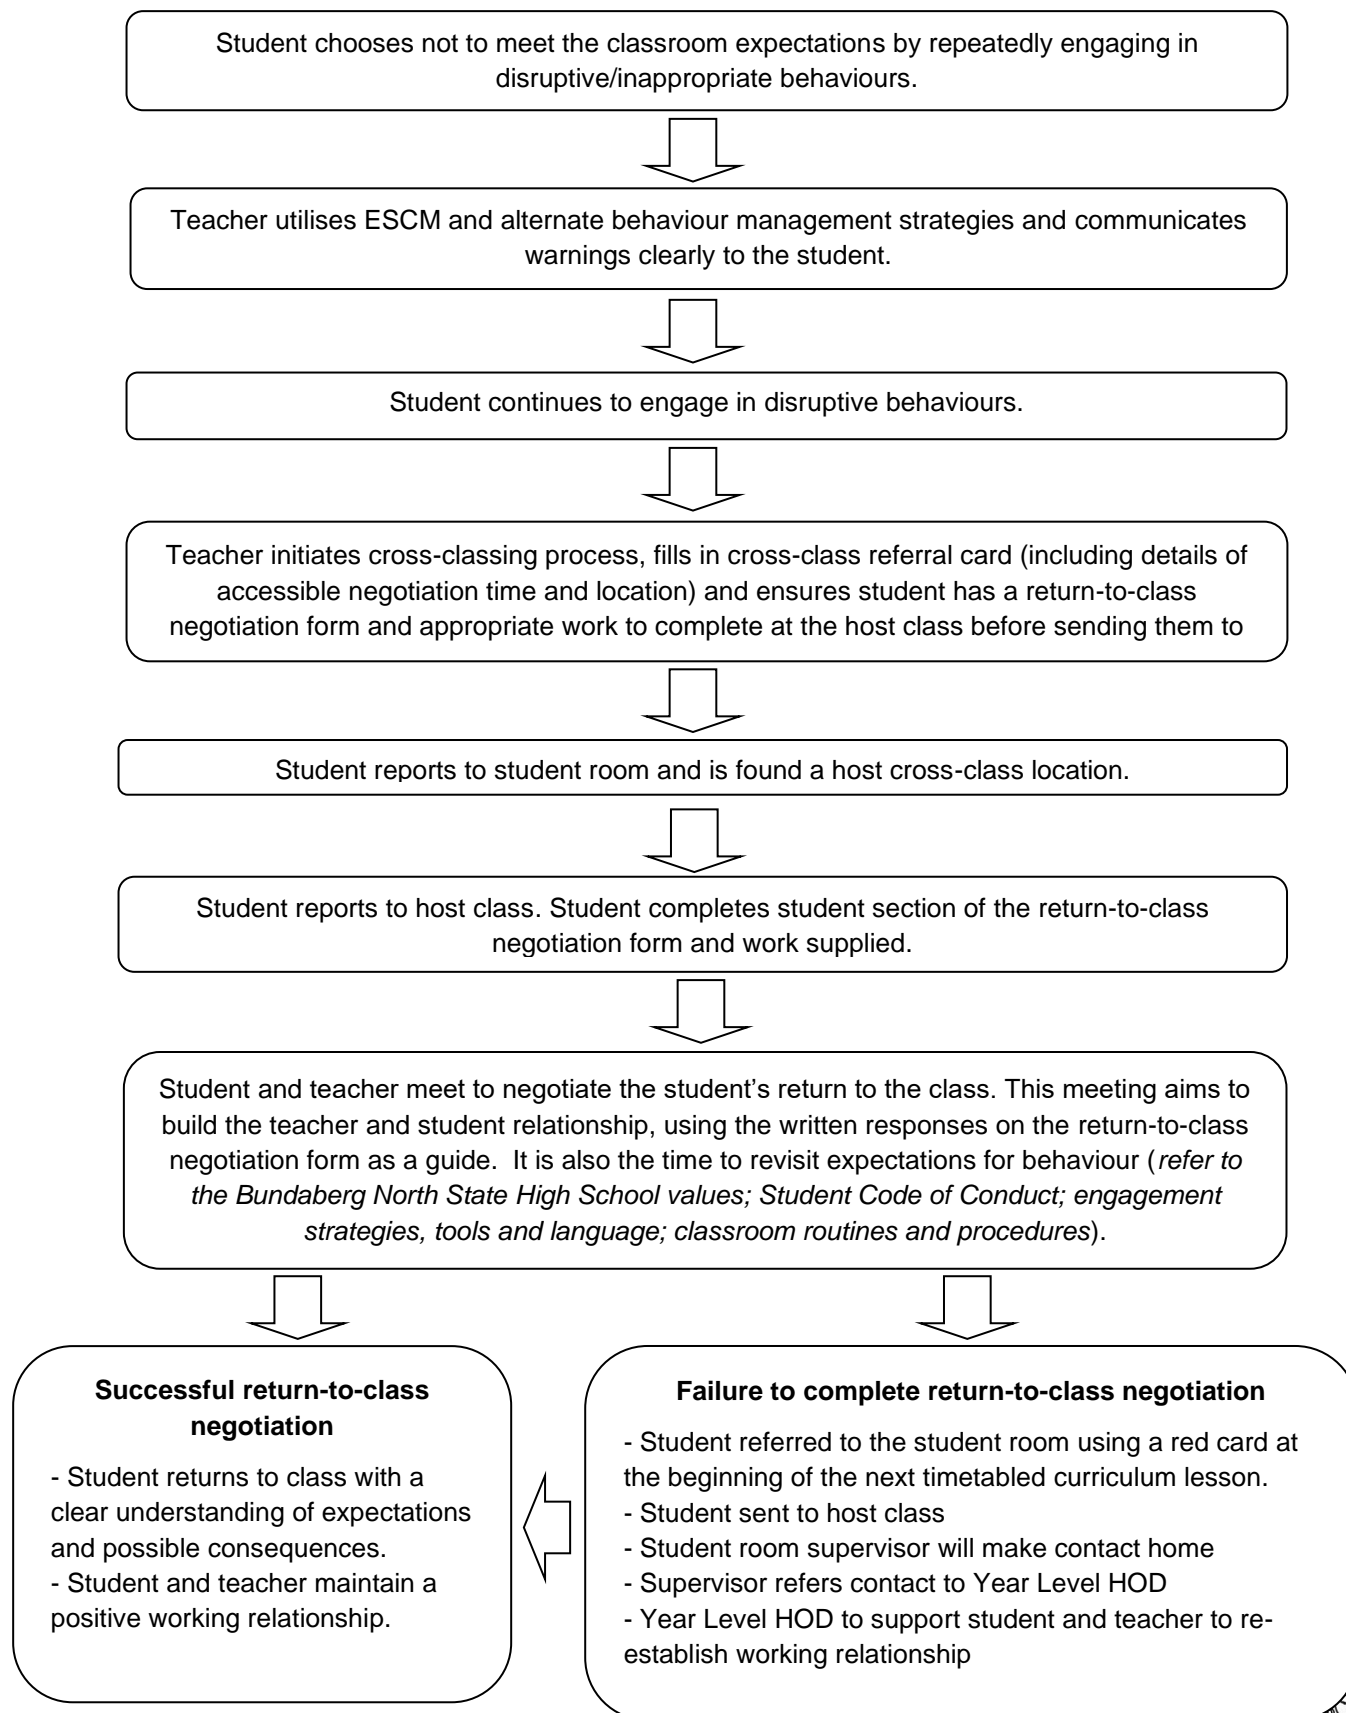 Student chooses not to meet the classroom expectations by repeatedly engaging in
disruptive/inappropriate behaviours.
Teacher utilises ESCM and alternate behaviour management strategies and communicates
warnings clearly to the student.
Student continues to engage in disruptive behaviours.
Teacher initiates cross-classing process, fills in cross-class referral card (including details of
accessible negotiation time and location) and ensures student has a return-to-class
negotiation form and appropriate work to complete at the host class before sending them to
Student reports to student room and is found a host cross-class location.
Student reports to host class. Student completes student section of the return-to-class
negotiation form and work supplied.
Student and teacher meet to negotiate the student’s return to the class. This meeting aims to
build the teacher and student relationship, using the written responses on the return-to-class
negotiation form as a guide.  It is also the time to revisit expectations for behaviour (refer to
the Bundaberg North State High School values; Student Code of Conduct; engagement
strategies, tools and language; classroom routines and procedures).
Successful return-to-class
negotiation
- Student returns to class with a
clear understanding of expectations
and possible consequences.
- Student and teacher maintain a
positive working relationship.
Failure to complete return-to-class negotiation
- Student referred to the student room using a red card at
the beginning of the next timetabled curriculum lesson.
- Student sent to host class
- Student room supervisor will make contact home
- Supervisor refers contact to Year Level HOD
- Year Level HOD to support student and teacher to re-
establish working relationship